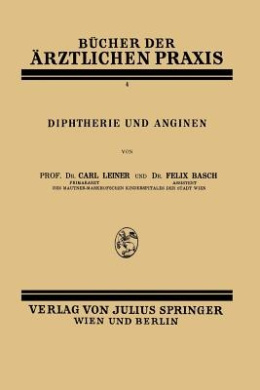 BÜCHER DER
ÄRZTLICHEN PRAXIS
4
DIPHTHERIE UND ANGINEN
VON
PROF. DR. CARL LEINER UND DR. FELIX BASCH
PRIMARARZT ASSISTENT
DES MAUTNER-MARKHOFSCHEN KINDERSPITALES DER STADT WIEN
VERLAG VON JULIUS SPRINGER
WIEN UND BERLIN